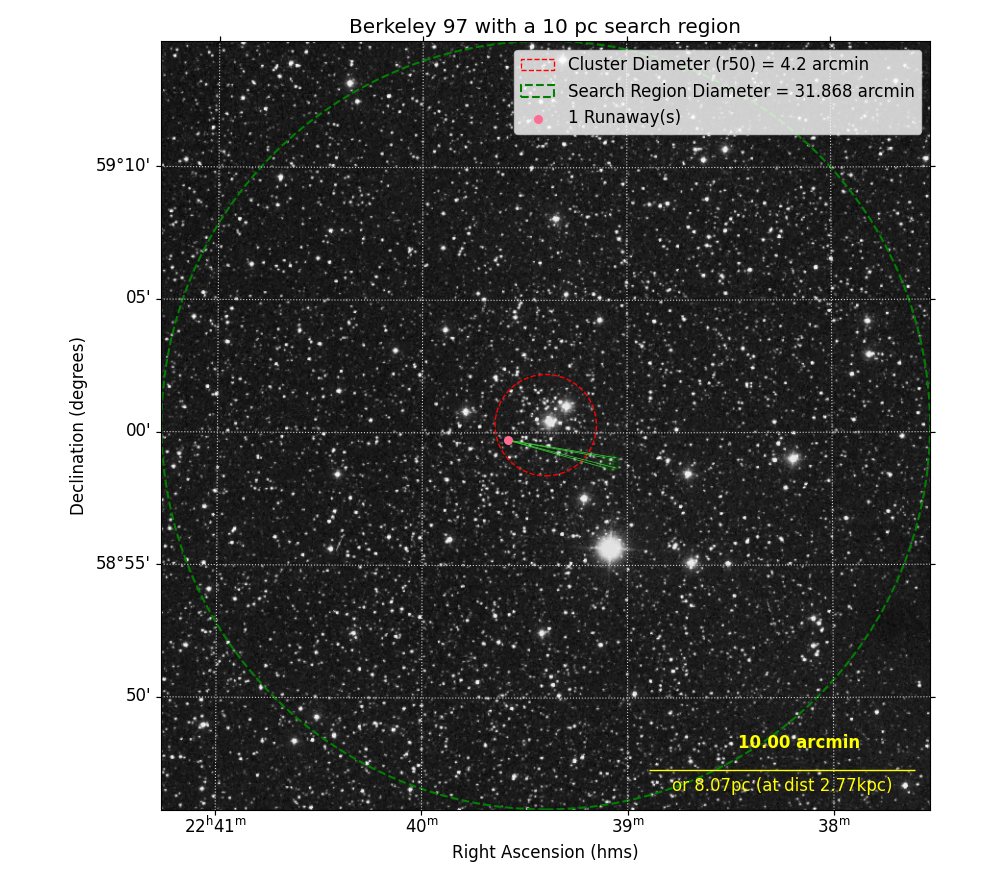 Berkeley 97 with a 10 pc search region
Cluster Diameter (r50) = 4.2 arcmin
Search Region Diameter = 31.868 arcmin
1 Runaway(s)
59°10'
05'
00'
58°55'
50'
Declination (degrees)
10.00 arcmin
or 8.07pc (at dist 2.77kpc)
22ʰ41ᵐ
40ᵐ
39ᵐ
38ᵐ
Right Ascension (hms)